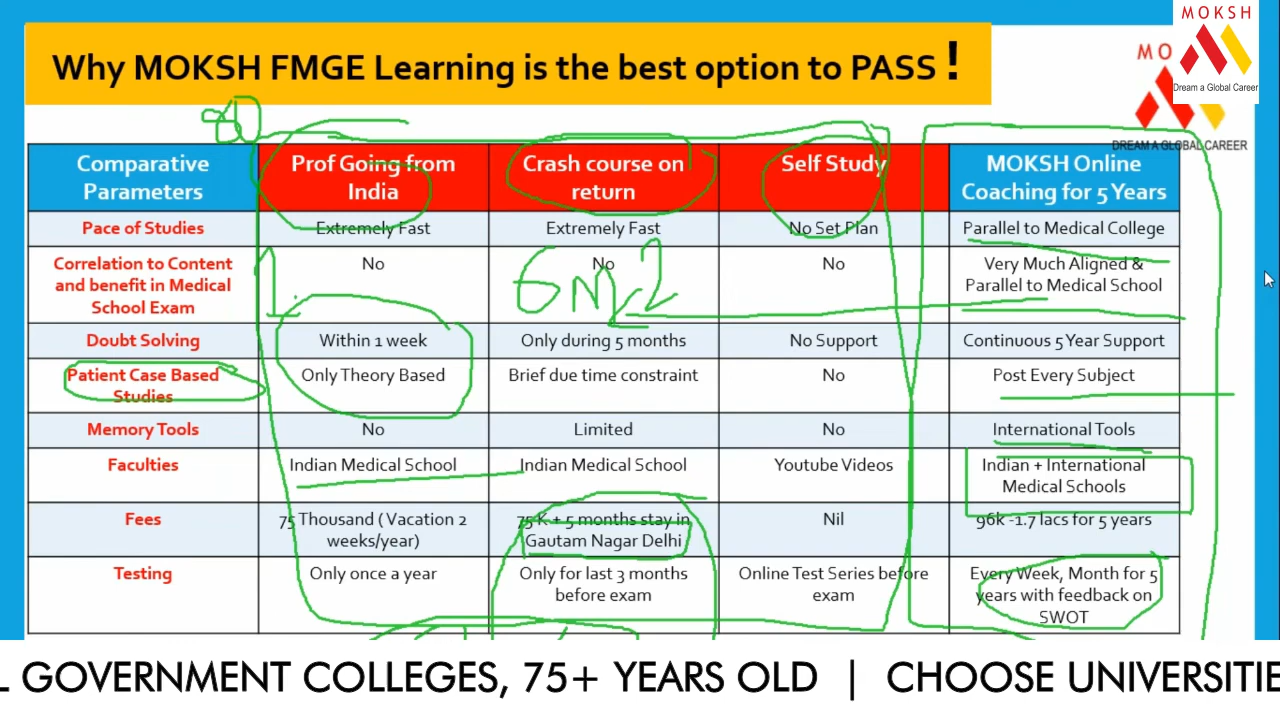 MOKSH
Dream a Global Career
MO
DREAM A GLOBAL CAREER
Why MOKSH FMGE Learning is the best option to PASS !
Comparative
Parameters
Prof Going from
India
Crash course on
return
Self Study
MOKSH Online
Coaching for 5 Years
Pace of Studies
Extremely Fast
Extremely Fast
No Set Plan
Parallel to Medical College
Correlation to Content
and benefit in Medical
School Exam
No
No
No
Very Much Aligned &
Parallel to Medical School
Doubt Solving
Within 1 week
Only during 5 months
No Support
Continuous 5 Year Support
Patient Case Based
Studies
Only Theory Based
Brief due time constraint
No
Post Every Subject
Memory Tools
No
Limited
No
International Tools
Faculties
Indian Medical School
Indian Medical School
Youtube Videos
Indian + International
Medical Schools
Fees
75 Thousand ( Vacation 2
weeks/year)
75 K + 5 months stay in
Gautam Nagar Delhi
Nil
96k -1.7 lacs for 5 years
Testing
Only once a year
Only for last 3 months
before exam
Online Test Series before
exam
Every Week, Month for 5
years with feedback on
SWOT
GOVERNMENT COLLEGES, 75+ YEARS OLD | CHOOSE